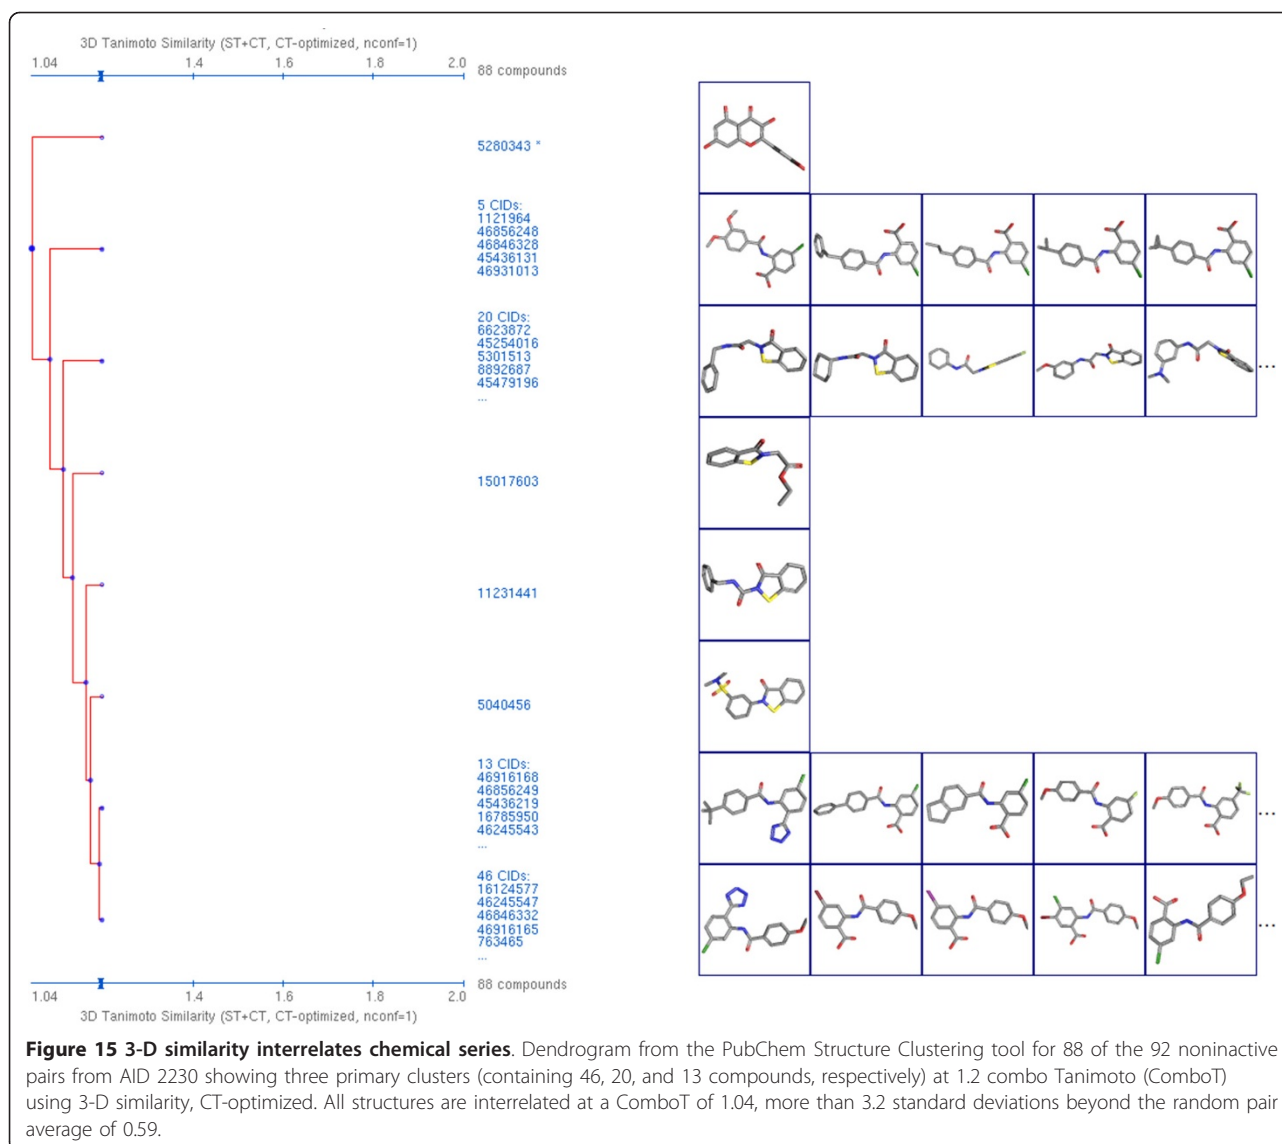 3D Tanimoto Similarity (ST+CT, CT-optimized, nconf=1)
1.04 1.4 1.6 1.8 2.0 88 compounds
5280343 *
5 CIDs:
1121964
46856248
46846328
45436131
46931013
20 CIDs:
6623872
45254016
5301513
8892687
45479196
...
...
15017603
11231441
5040456
13 CIDs:
46916168
46856249
45436219
16785950
46245543
...
...
46 CIDs:
16124577
46245547
46846332
46916165
763465
...
...
1.04 1.4 1.6 1.8 2.0 88 compounds
3D Tanimoto Similarity (ST+CT, CT-optimized, nconf=1)
Figure 15 3-D similarity interrelates chemical series. Dendrogram from the PubChem Structure Clustering tool for 88 of the 92 noninactive
pairs from AID 2230 showing three primary clusters (containing 46, 20, and 13 compounds, respectively) at 1.2 combo Tanimoto (ComboT)
using 3-D similarity, CT-optimized. All structures are interrelated at a ComboT of 1.04, more than 3.2 standard deviations beyond the random pair
average of 0.59.